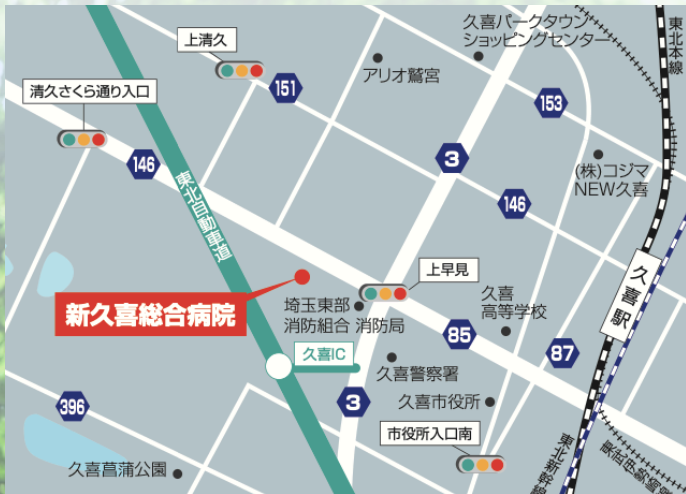 久喜パークタウン
ショッピングセンター
東北本線
上清久
アリオ鷲宮
151
153
清久さくら通り入口
146
3
(株)コジマ
NEW久喜
146
東北自動車道
久喜駅
上早見
新久喜総合病院
埼玉東部
消防組合 消防局
久喜
高等学校
85
87
久喜IC
久喜警察署
396
3
久喜市役所
市役所入口南
東北新幹線
久喜菖蒲公園